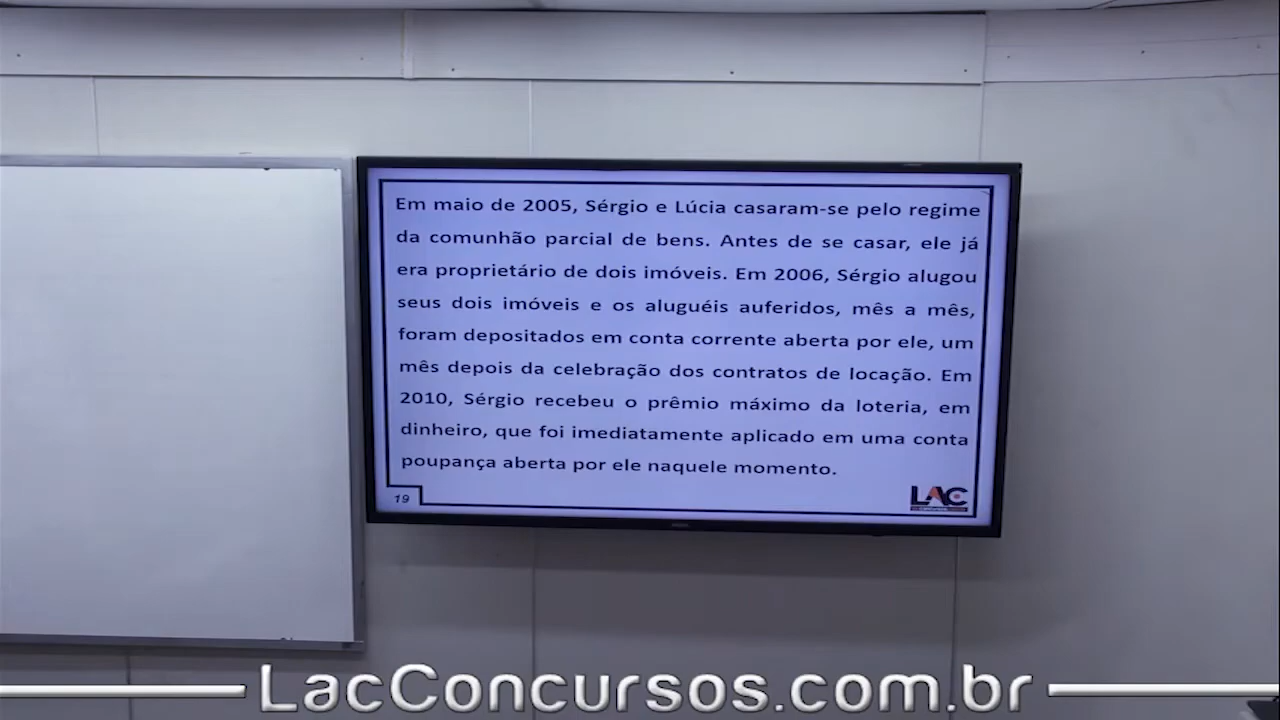 Em maio de 2005, Sérgio e Lúcia casaram-se pelo regime
da comunhão parcial de bens. Antes de se casar, ele já
era proprietário de dois imóveis. Em 2006, Sérgio alugou
seus dois imóveis e os aluguéis auferidos, mês a mês,
foram depositados em conta corrente aberta por ele, um
mês depois da celebração dos contratos de locação. Em
2010, Sérgio recebeu o prêmio máximo da loteria, em
dinheiro, que foi imediatamente aplicado em uma conta
poupança aberta por ele naquele momento.
19
LAC
LacConcursos.com.br